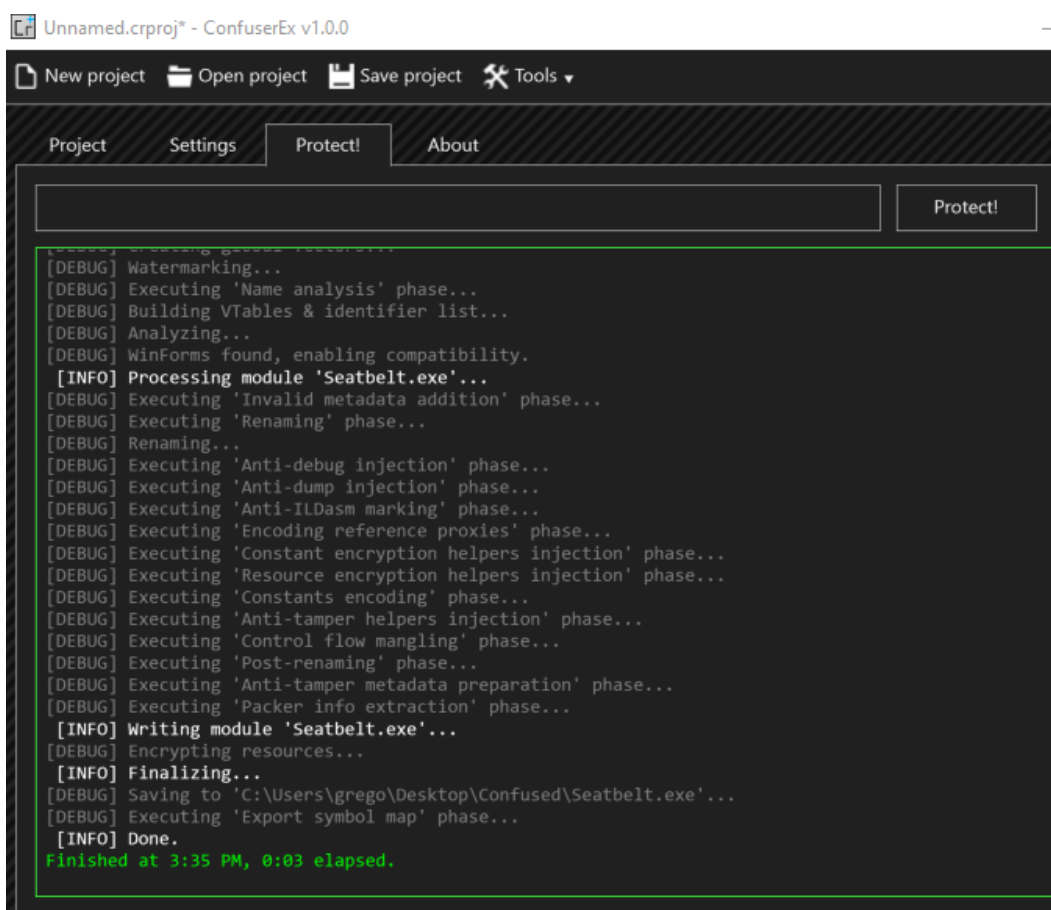 Unnamed.crproj* - ConfuserEx v1.0.0
New project Open project Save project Tools
Project Settings Protect! About
Protect!
[DEBUG] Creating global vectors...
[DEBUG] Watermarking...
[DEBUG] Executing 'Name analysis' phase...
[DEBUG] Building VTables & identifier list...
[DEBUG] Analyzing...
[DEBUG] WinForms found, enabling compatibility.
[INFO] Processing module 'Seatbelt.exe'...
[DEBUG] Executing 'Invalid metadata addition' phase...
[DEBUG] Executing 'Renaming' phase...
[DEBUG] Renaming...
[DEBUG] Executing 'Anti-debug injection' phase...
[DEBUG] Executing 'Anti-dump injection' phase...
[DEBUG] Executing 'Anti-ILDasm marking' phase...
[DEBUG] Executing 'Encoding reference proxies' phase...
[DEBUG] Executing 'Constant encryption helpers injection' phase...
[DEBUG] Executing 'Resource encryption helpers injection' phase...
[DEBUG] Executing 'Constants encoding' phase...
[DEBUG] Executing 'Anti-tamper helpers injection' phase...
[DEBUG] Executing 'Control flow mangling' phase...
[DEBUG] Executing 'Post-renaming' phase...
[DEBUG] Executing 'Anti-tamper metadata preparation' phase...
[DEBUG] Executing 'Packer info extraction' phase...
[INFO] Writing module 'Seatbelt.exe'...
[DEBUG] Encrypting resources...
[INFO] Finalizing...
[DEBUG] Saving to 'C:\Users\grego\Desktop\Confused\Seatbelt.exe'...
[DEBUG] Executing 'Export symbol map' phase...
[INFO] Done.
Finished at 3:35 PM, 0:03 elapsed.